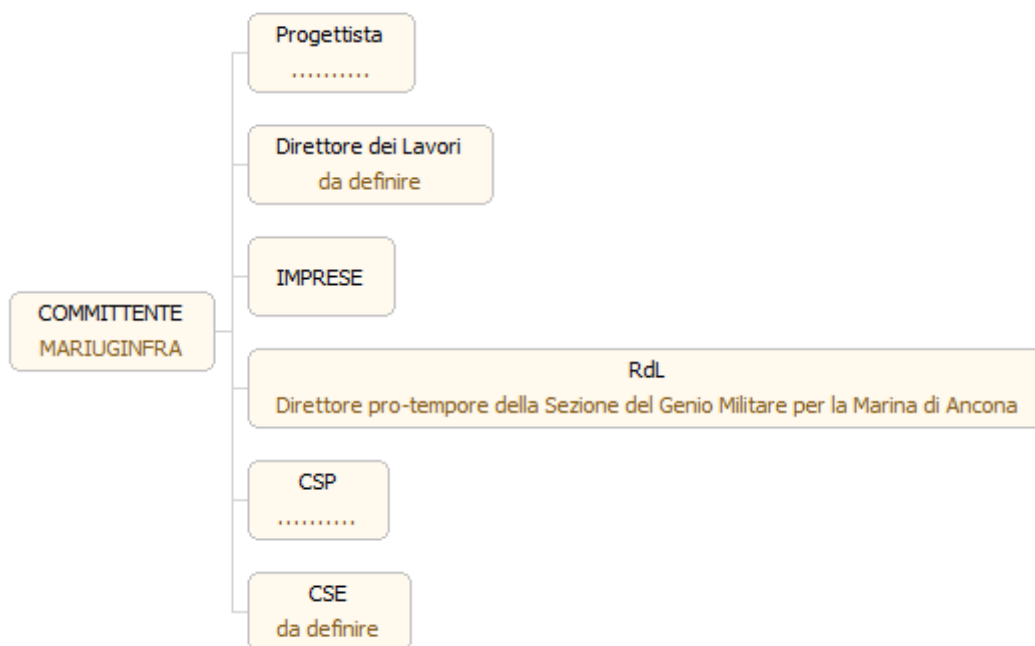 Progettista
..........
Direttore dei Lavori
da definire
IMPRESE
COMMITTENTE
MARIUGINFRA
RdL
Direttore pro-tempore della Sezione del Genio Militare per la Marina di Ancona
CSP
..........
CSE
da definire